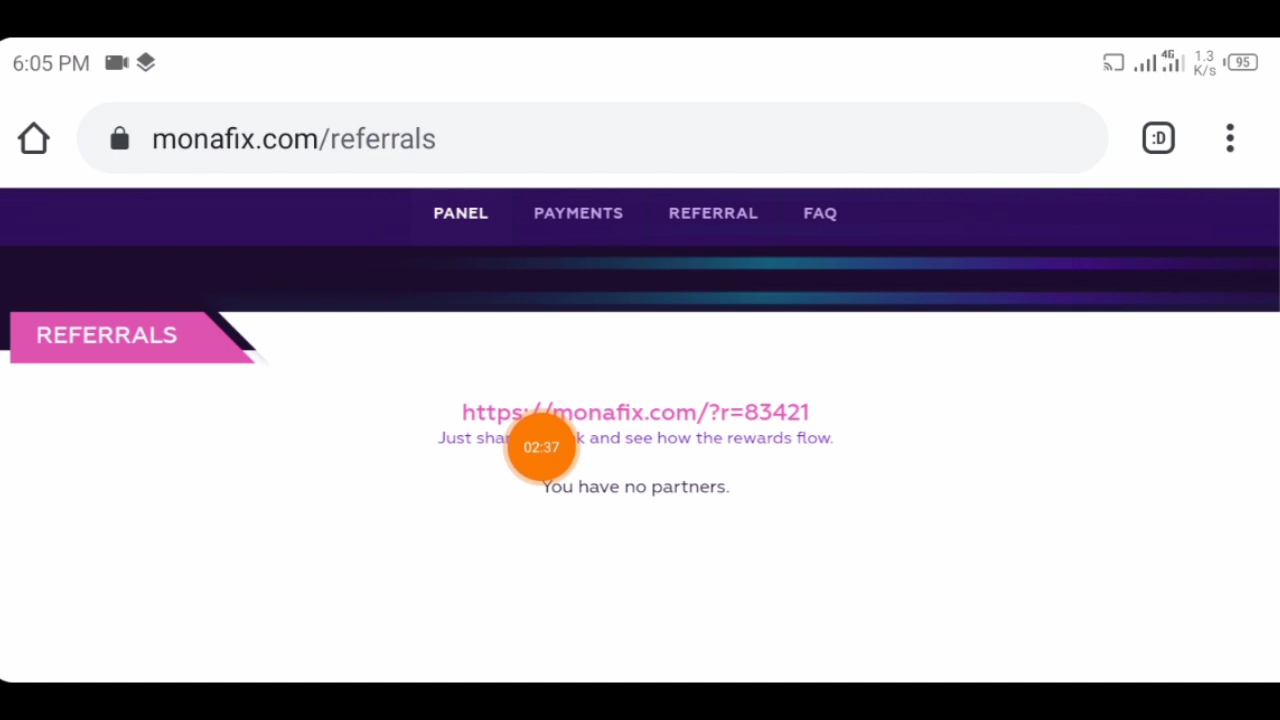 6:05 PM
4G 1.3 K/s 95
monafix.com/referrals
:D
PANEL PAYMENTS REFERRAL FAQ
REFERRALS
https://monafix.com/?r=83421
Just and see how the rewards flow.
02:37
You have no partners.